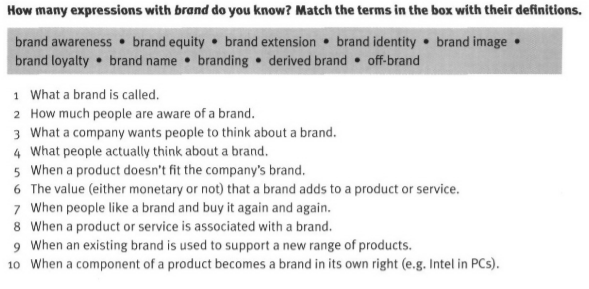 How many expressions with brand do you know? Match the terms in the box with their definitions.
brand awareness • brand equity • brand extension • brand identity • brand image •
brand loyalty • brand name • branding • derived brand • off-brand
1 What a brand is called.
2 How much people are aware of a brand.
3 What a company wants people to think about a brand.
4 What people actually think about a brand.
5 When a product doesn't fit the company's brand.
6 The value (either monetary or not) that a brand adds to a product or service.
7 When people like a brand and buy it again and again.
8 When a product or service is associated with a brand.
9 When an existing brand is used to support a new range of products.
10 When a component of a product becomes a brand in its own right (e.g. Intel in PCs).